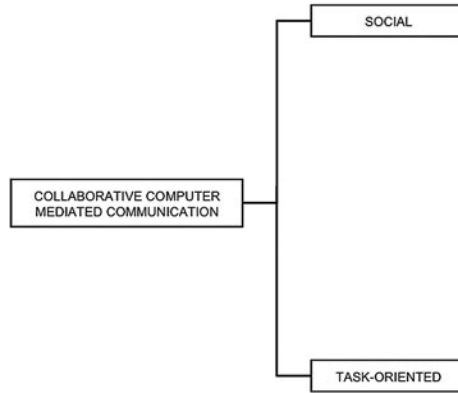 SOCIAL
COLLABORATIVE COMPUTER
MEDIATED COMMUNICATION
TASK-ORIENTED